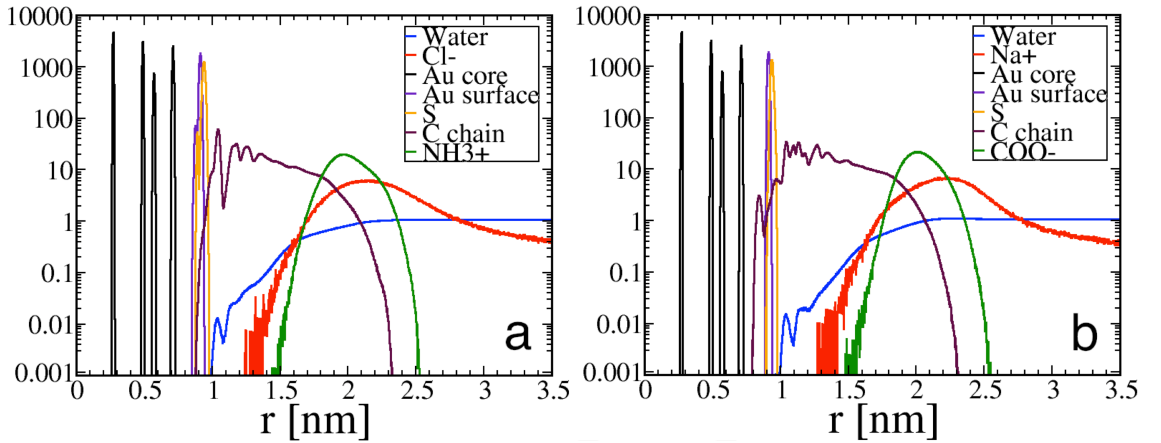 10000
1000
100
10
1
0.1
0.01
0.001
0 0.5 1 1.5 2 2.5 3 3.5
r [nm]
Water
Cl-
Au core
Au surface
S
C chain
NH3+
a
10000
1000
100
10
1
0.1
0.01
0.001
0 0.5 1 1.5 2 2.5 3 3.5
r [nm]
Water
Na+
Au core
Au surface
S
C chain
COO-
b